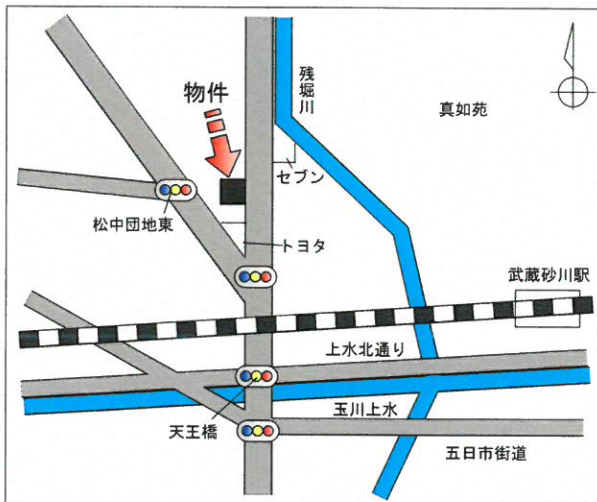 物件
残堀川
真如苑
セブン
松中団地東
トヨタ
武蔵砂川駅
上水北通り
天王橋
玉川上水
五日市街道